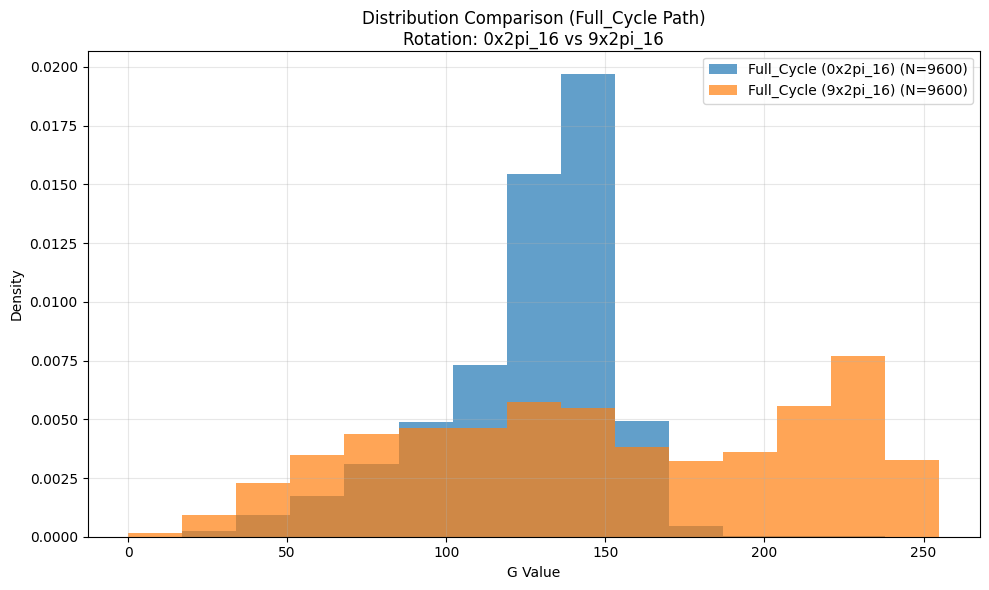 Distribution Comparison (Full_Cycle Path)
Rotation: 0x2pi_16 vs 9x2pi_16
Full_Cycle (0x2pi_16) (N=9600)
Full_Cycle (9x2pi_16) (N=9600)
Density
0.0200
0.0175
0.0150
0.0125
0.0100
0.0075
0.0050
0.0025
0.0000
0
50
100
150
200
250
G Value